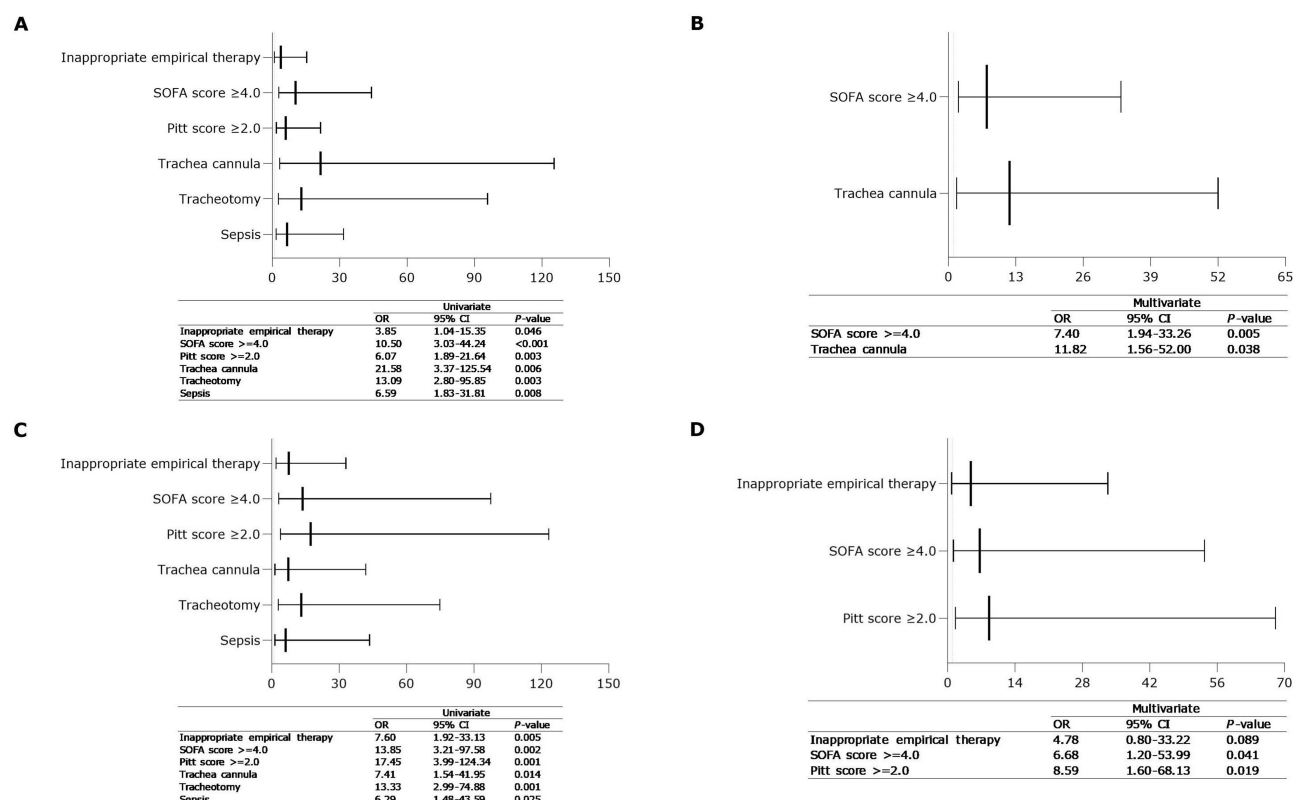 A
Inappropriate empirical therapy
SOFA score ≥4.0
Pitt score ≥2.0
Trachea cannula
Tracheotomy
Sepsis
0 30 60 90 120 150
Univariate
OR 95% CI P-value
Inappropriate empirical therapy 3.85 1.04-15.35 0.046
SOFA score >=4.0 10.50 3.03-44.24 <0.001
Pitt score >=2.0 6.07 1.89-21.64 0.003
Trachea cannula 21.58 3.37-125.54 0.006
Tracheotomy 13.09 2.80-95.85 0.003
Sepsis 6.59 1.83-31.81 0.008
B
SOFA score ≥4.0
Trachea cannula
0 13 26 39 52 65
Multivariate
OR 95% CI P-value
SOFA score >=4.0 7.40 1.94-33.26 0.005
Trachea cannula 11.82 1.56-52.00 0.038
C
Inappropriate empirical therapy
SOFA score ≥4.0
Pitt score ≥2.0
Trachea cannula
Tracheotomy
Sepsis
0 30 60 90 120 150
Univariate
OR 95% CI P-value
Inappropriate empirical therapy 7.60 1.92-33.13 0.005
SOFA score >=4.0 13.85 3.21-97.58 0.002
Pitt score >=2.0 17.45 3.99-124.34 0.001
Trachea cannula 7.41 1.54-41.95 0.014
Tracheotomy 13.33 2.99-74.88 0.001
Sepsis 6.29 1.48-43.59 0.025
D
Inappropriate empirical therapy
SOFA score ≥4.0
Pitt score ≥2.0
0 14 28 42 56 70
Multivariate
OR 95% CI P-value
Inappropriate empirical therapy 4.78 0.80-33.22 0.089
SOFA score >=4.0 6.68 1.20-53.99 0.041
Pitt score >=2.0 8.59 1.60-68.13 0.019